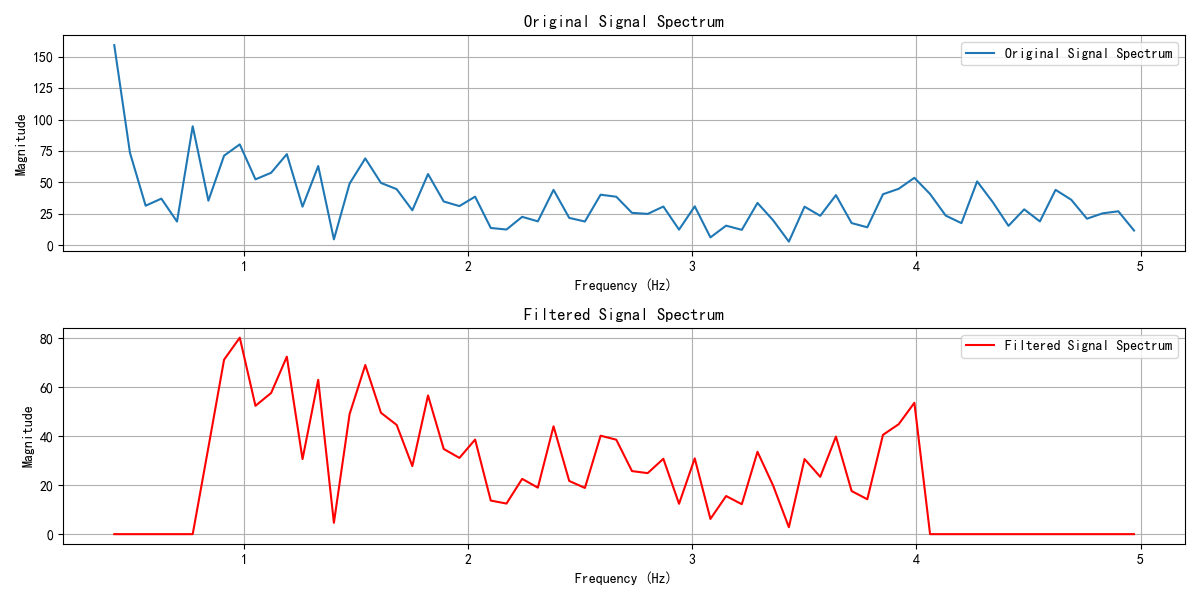 Original Signal Spectrum
Original Signal Spectrum
Magnitude
150
125
100
75
50
25
0
1
2
3
4
5
Frequency (Hz)
Filtered Signal Spectrum
Filtered Signal Spectrum
Magnitude
80
60
40
20
0
1
2
3
4
5
Frequency (Hz)